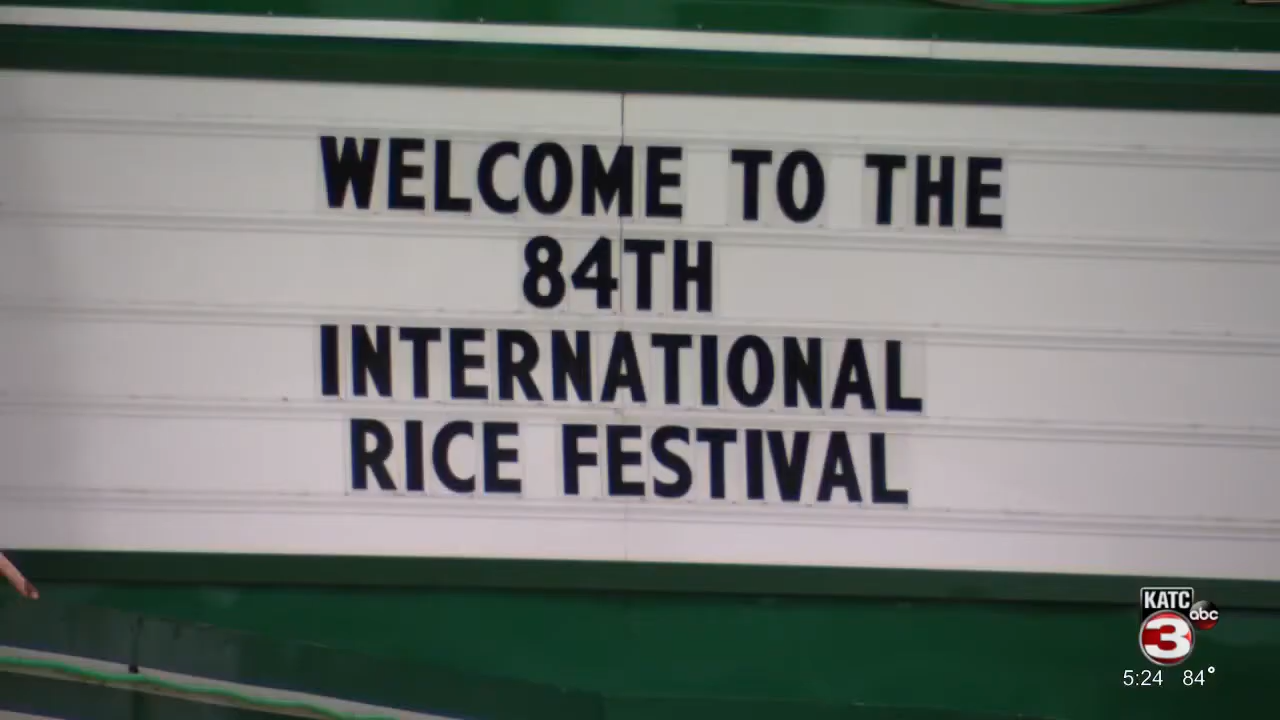 WELCOME TO THE
84TH
INTERNATIONAL
RICE FESTIVAL
KATC
abc
3
5:24 84°